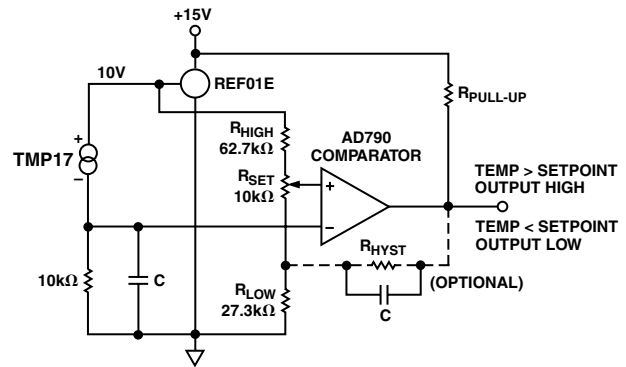 +15V
10V
REF01E
RPULL-UP
RHIGH
62.7kΩ
AD790
COMPARATOR
+
TMP17
–
RSET
10kΩ
+
–
TEMP > SETPOINT
OUTPUT HIGH
TEMP < SETPOINT
OUTPUT LOW
RHYST
(OPTIONAL)
10kΩ
C
RLOW
27.3kΩ
C